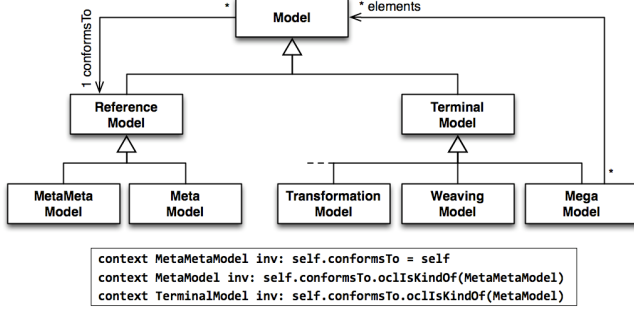 *
Model
* elements
1 conformsTo
Reference
Model
Terminal
Model
*
MetaMeta
Model
Meta
Model
Transformation
Model
Weaving
Model
Mega
Model
context MetaMetaModel inv: self.conformsTo = self
context MetaModel inv: self.conformsTo.oclIsKindOf(MetaMetaModel)
context TerminalModel inv: self.conformsTo.oclIsKindOf(MetaModel)